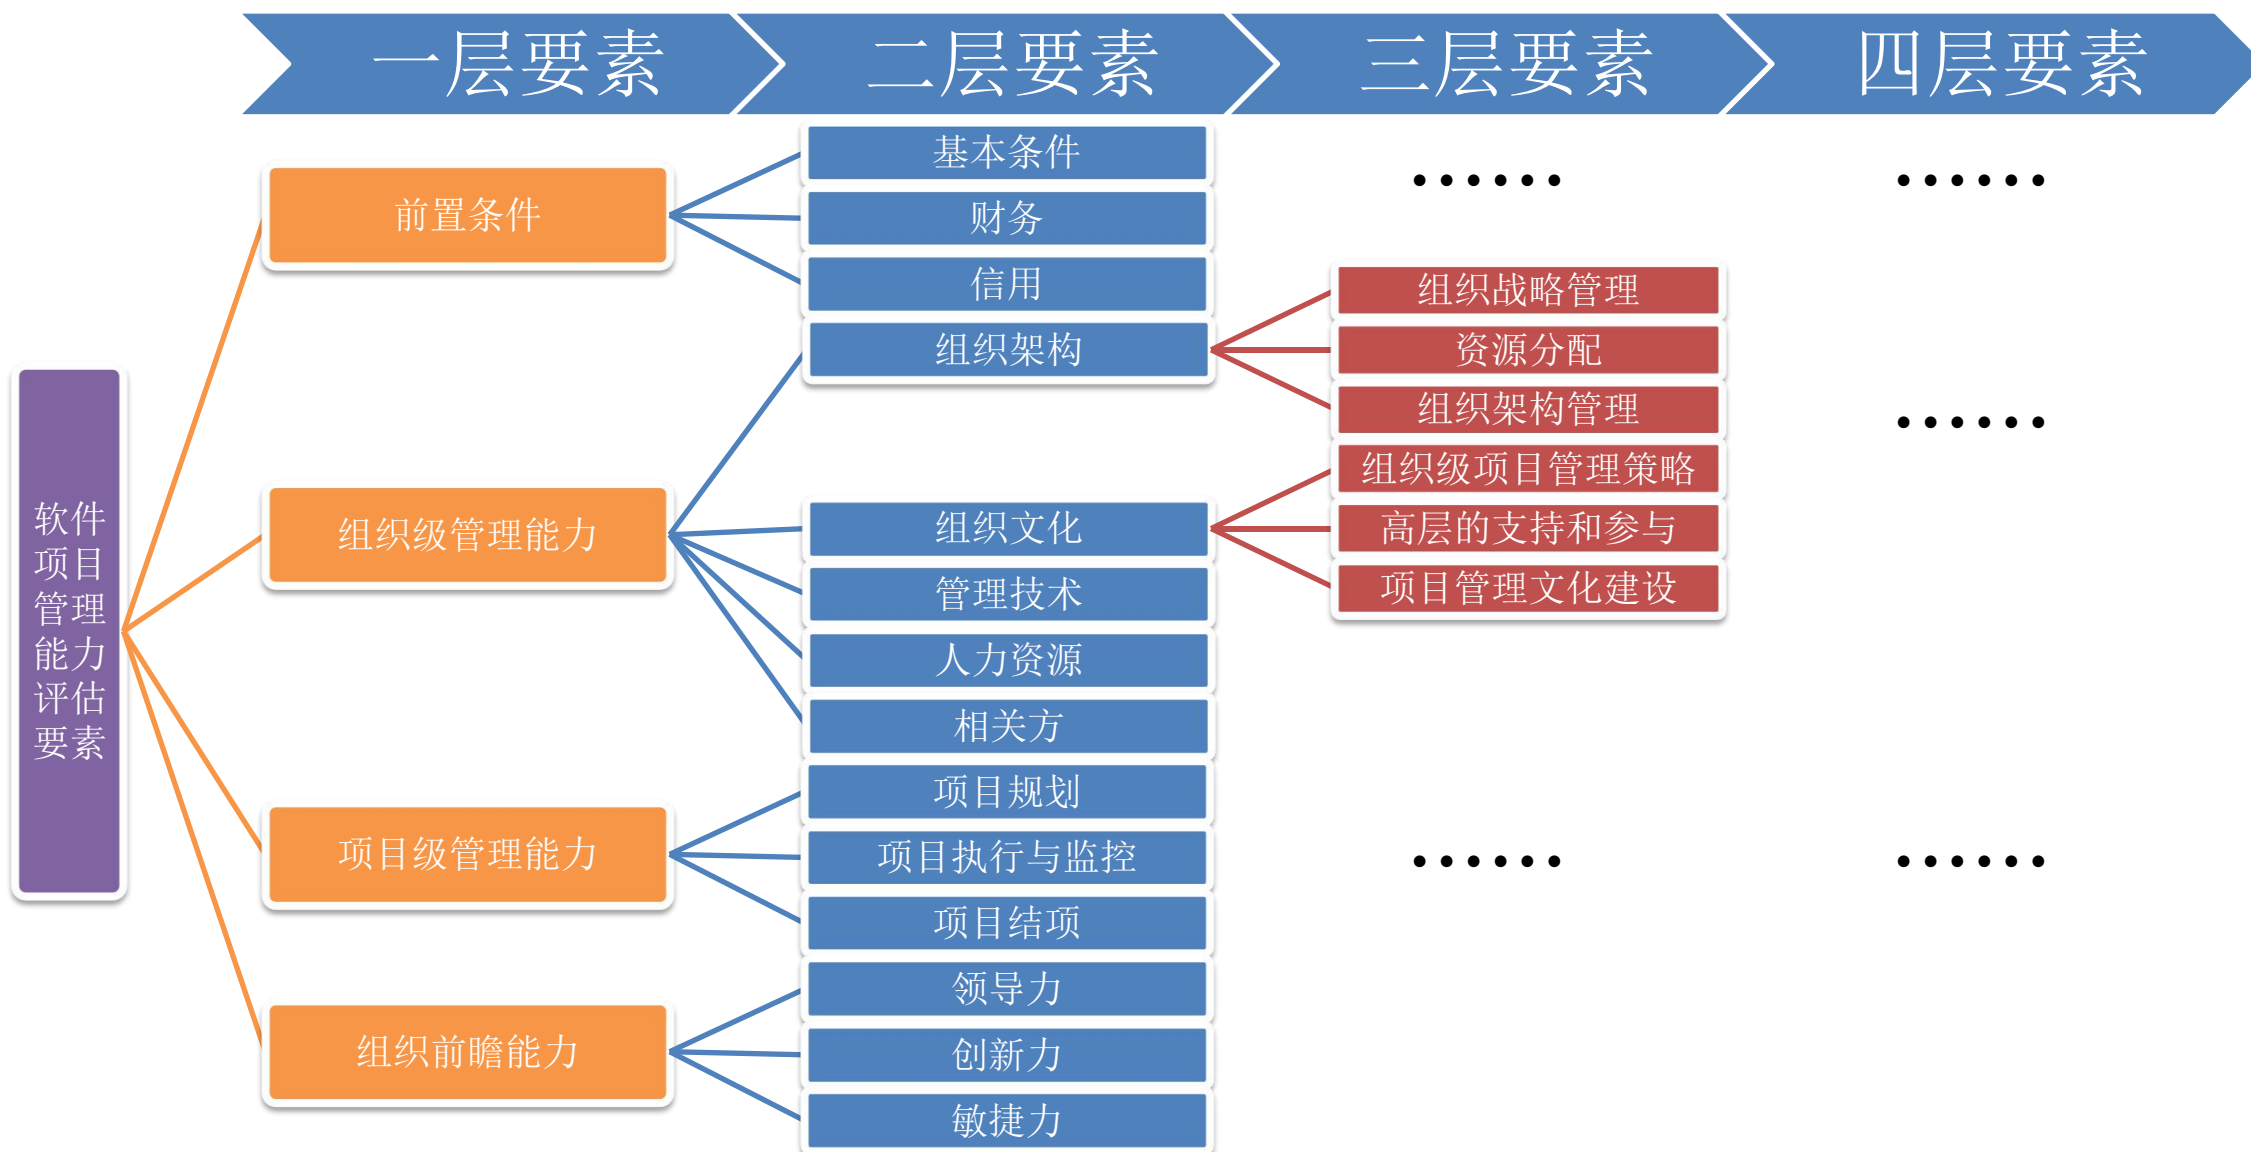 一层要素
二层要素
三层要素
四层要素
软件
项目
管理
能力
评估
要素
前置条件
基本条件
财务
信用
……
……
组织级管理能力
组织架构
组织战略管理
资源分配
组织架构管理
……
组织文化
组织级项目管理策略
高层的支持和参与
项目管理文化建设
管理技术
人力资源
相关方
项目级管理能力
项目规划
项目执行与监控
项目结项
……
……
组织前瞻能力
领导力
创新力
敏捷力